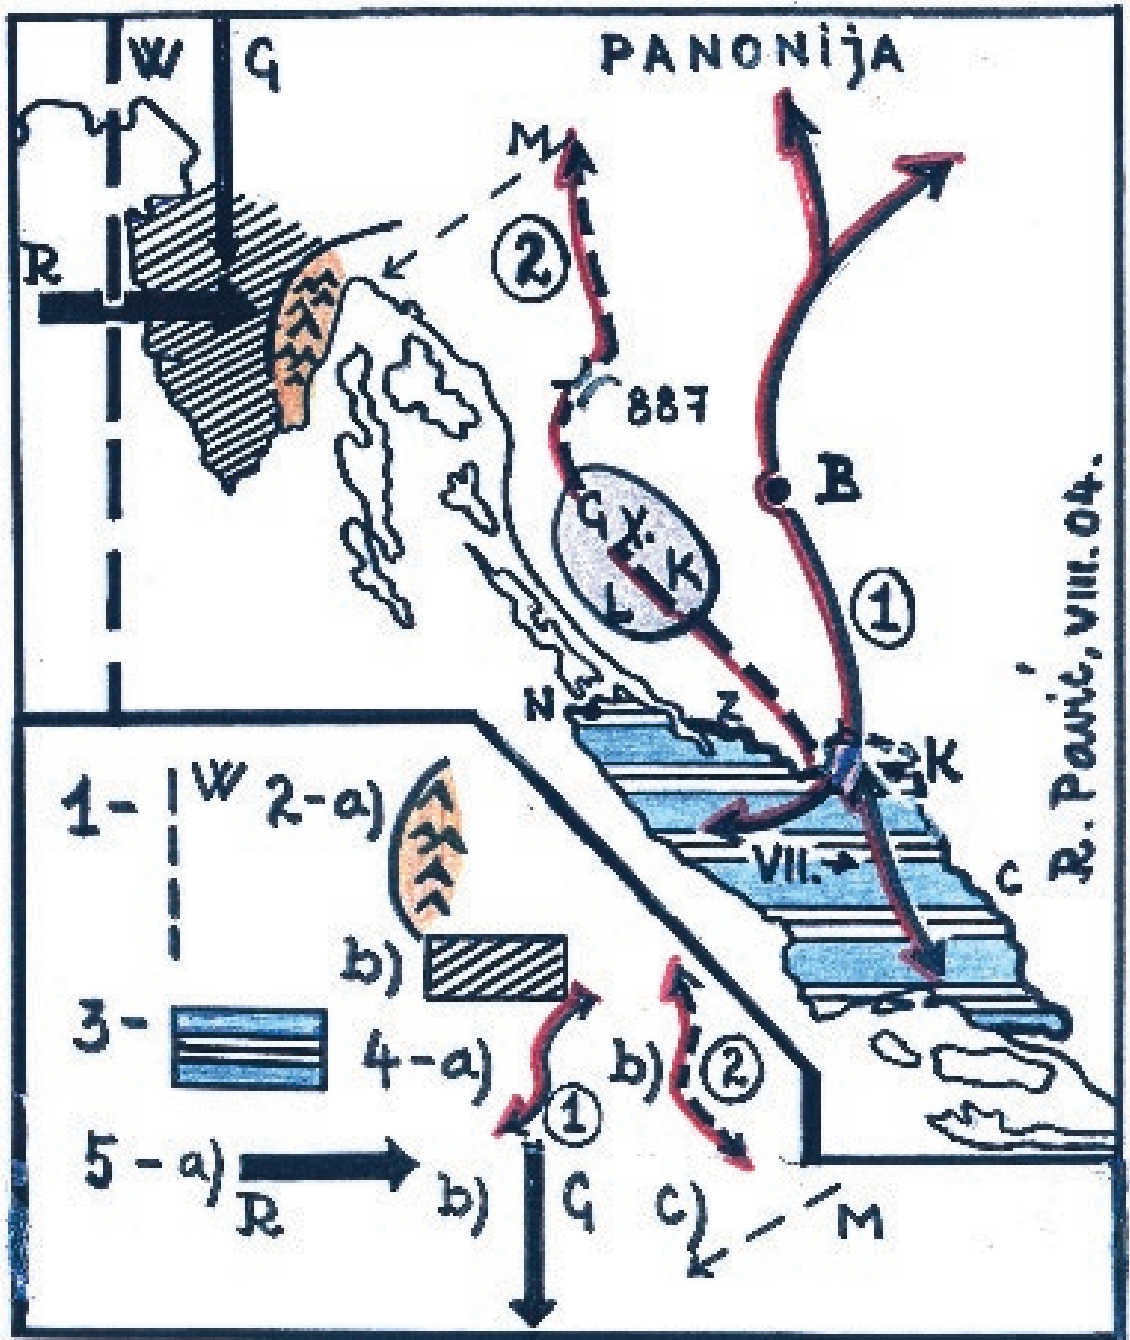 W G
PANONijA
M
2
R
887
B
G X. K
L
1
N
Z
K
VII.
C
R. Pavić, VIII. 04.
1- W
2-a)
b)
3-
4-a) 1
b) 2
5-a) R
b) G
c) M